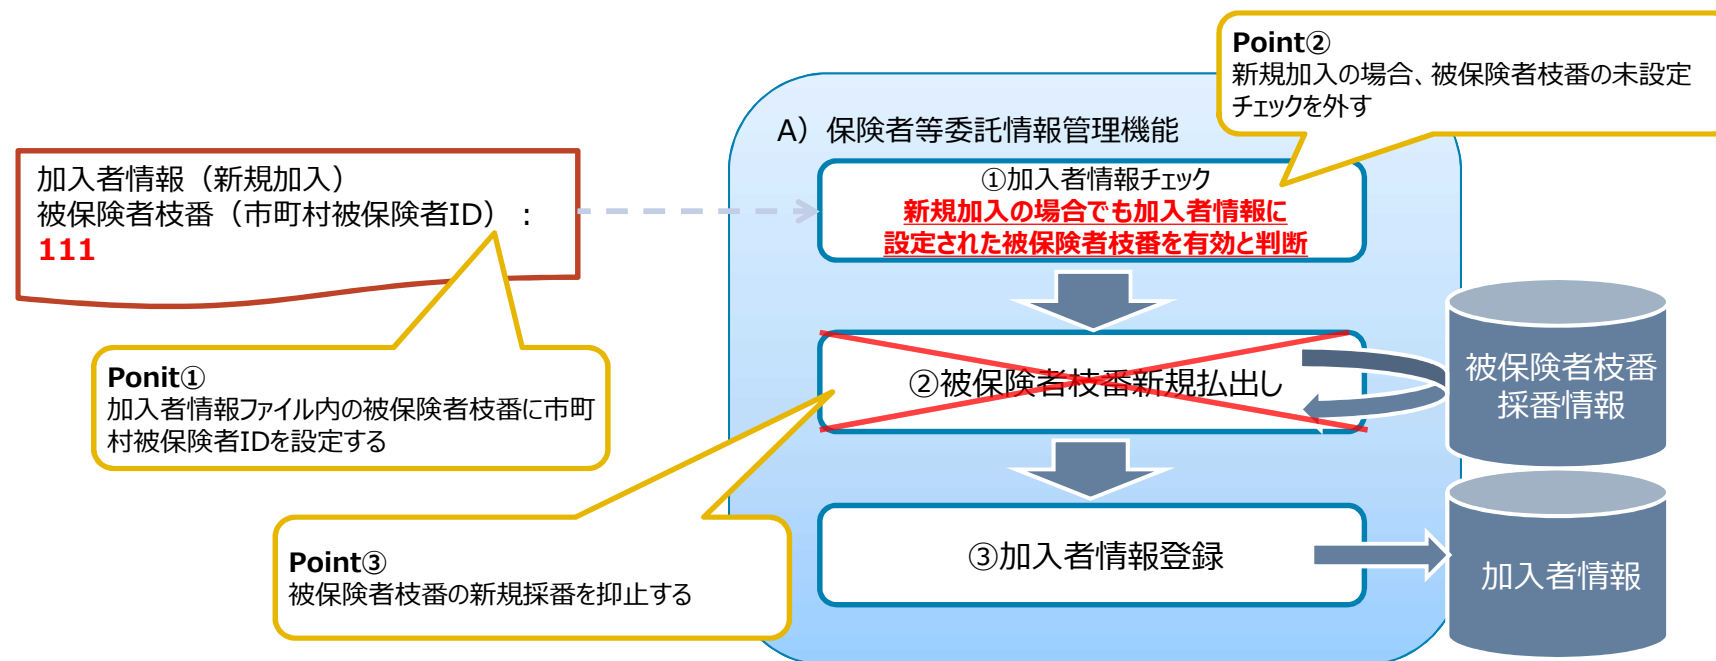 Point②
新規加入の場合、被保険者枝番の未設定
チェックを外す
A）保険者等委託情報管理機能
加入者情報（新規加入）
被保険者枝番（市町村被保険者ID）：
111
①加入者情報チェック
新規加入の場合でも加入者情報に
設定された被保険者枝番を有効と判断
Ponit①
加入者情報ファイル内の被保険者枝番に市町
村被保険者IDを設定する
②被保険者枝番新規払出し
被保険者枝番
採番情報
Point③
被保険者枝番の新規採番を抑止する
③加入者情報登録
加入者情報